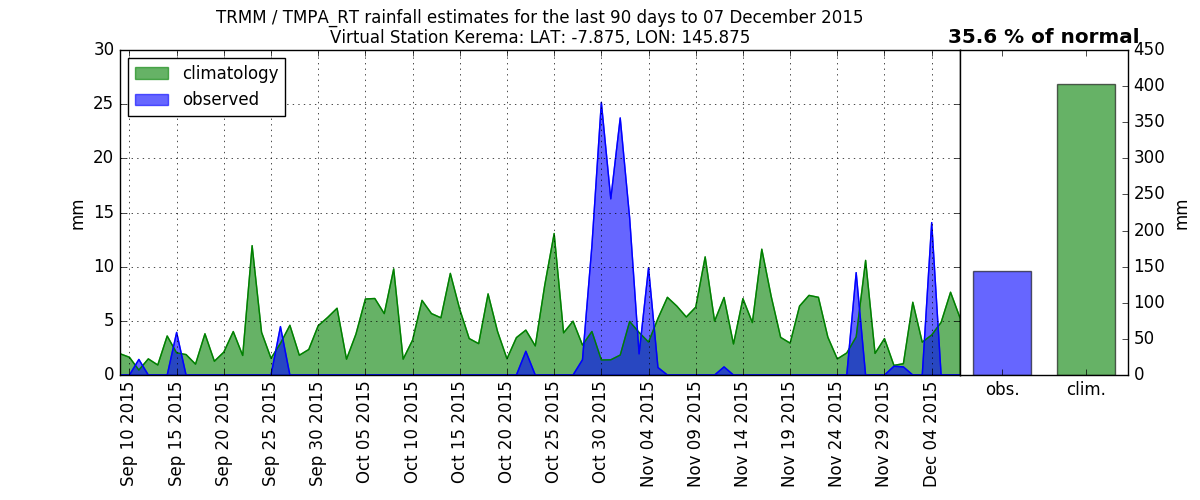 TRMM / TMPA_RT rainfall estimates for the last 90 days to 07 December 2015
Virtual Station Kerema: LAT: -7.875, LON: 145.875
35.6 % of normal
climatology
observed
30
25
20
15
10
5
0
mm
450
400
350
300
250
200
150
100
50
0
mm
Sep 10 2015
Sep 15 2015
Sep 20 2015
Sep 25 2015
Sep 30 2015
Oct 05 2015
Oct 10 2015
Oct 15 2015
Oct 20 2015
Oct 25 2015
Oct 30 2015
Nov 04 2015
Nov 09 2015
Nov 14 2015
Nov 19 2015
Nov 24 2015
Nov 29 2015
Dec 04 2015
obs.
clim.